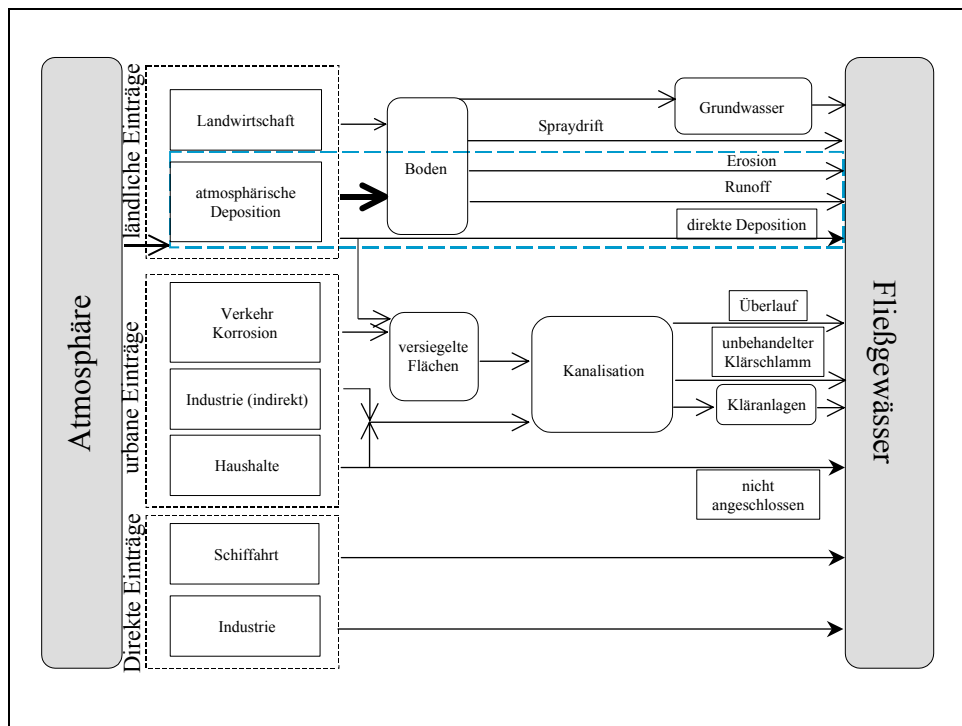 Atmosphäre
ländliche Einträge
Landwirtschaft
atmosphärische
Deposition
Boden
Grundwasser
Spraydrift
Erosion
Runoff
direkte Deposition
urbane Einträge
Verkehr
Korrosion
Industrie (indirekt)
Haushalte
versiegelte
Flächen
Kanalisation
Überlauf
unbehandelter
Klärschlamm
Kläranlagen
nicht
angeschlossen
Direkte Einträge
Schiffahrt
Industrie
Fließgewässer